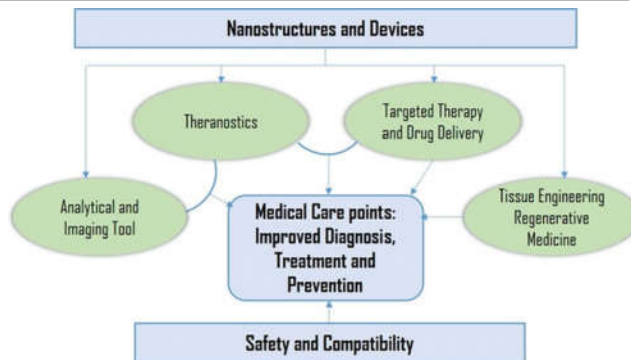 Nanostructures and Devices
Theranostics
Targeted Therapy
and Drug Delivery
Analytical and
Imaging Tool
Medical Care points:
Improved Diagnosis,
Treatment and
Prevention
Tissue Engineering
Regenerative
Medicine
Safety and Compatibility